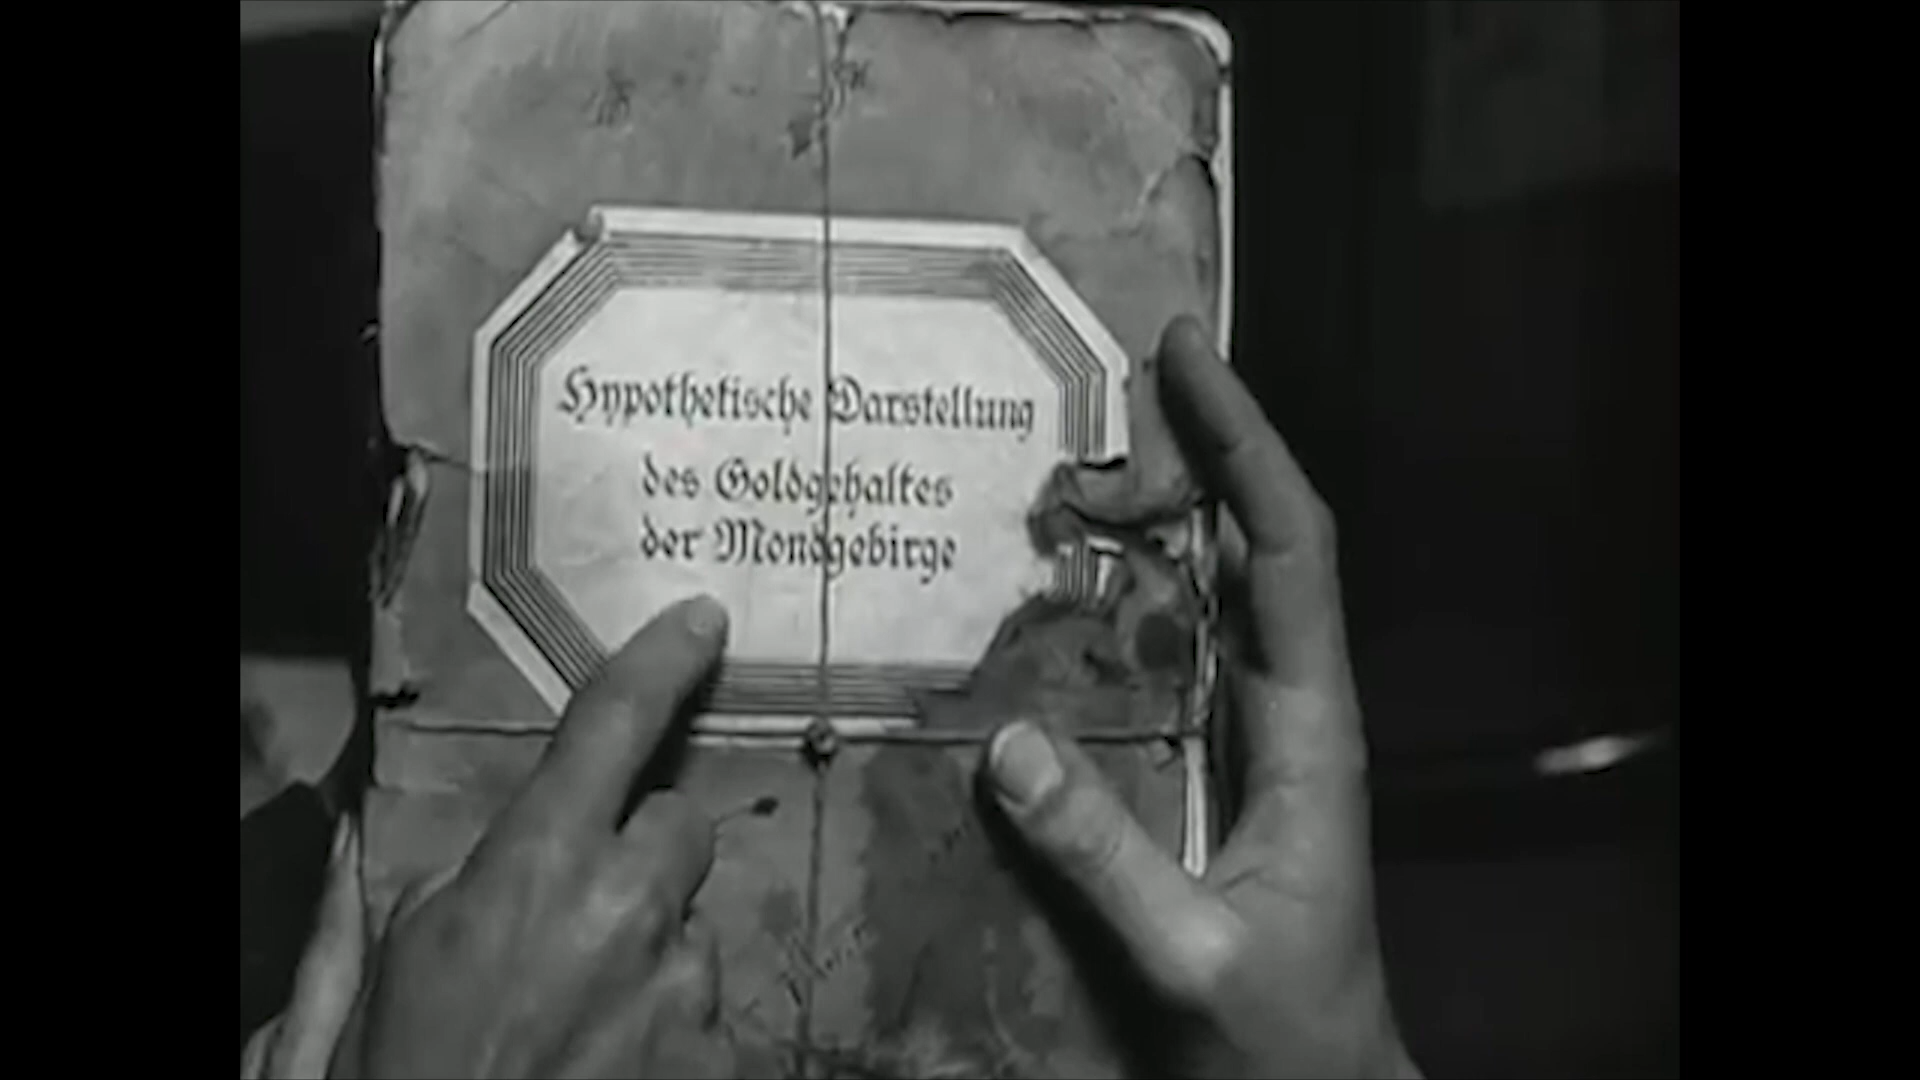 Hypothetische Darstellung
des Goldgehaltes
der Mondgebirge